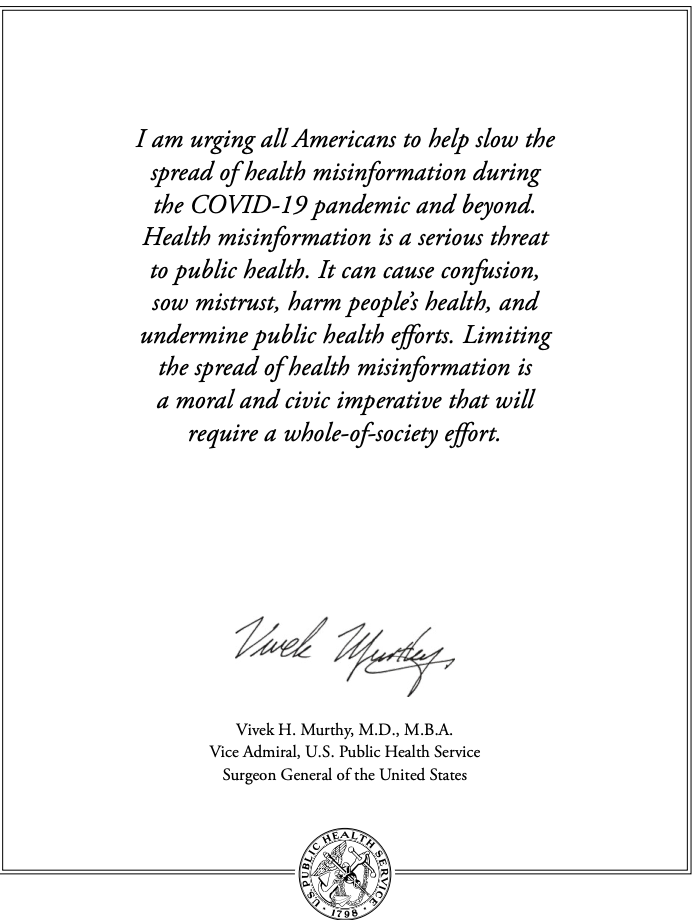 I am urging all Americans to help slow the
spread of health misinformation during
the COVID-19 pandemic and beyond.
Health misinformation is a serious threat
to public health. It can cause confusion,
sow mistrust, harm people’s health, and
undermine public health efforts. Limiting
the spread of health misinformation is
a moral and civic imperative that will
require a whole-of-society effort.
Vivek Murthy
Vivek H. Murthy, M.D., M.B.A.
Vice Admiral, U.S. Public Health Service
Surgeon General of the United States
U.S. PUBLIC HEALTH SERVICE
1798